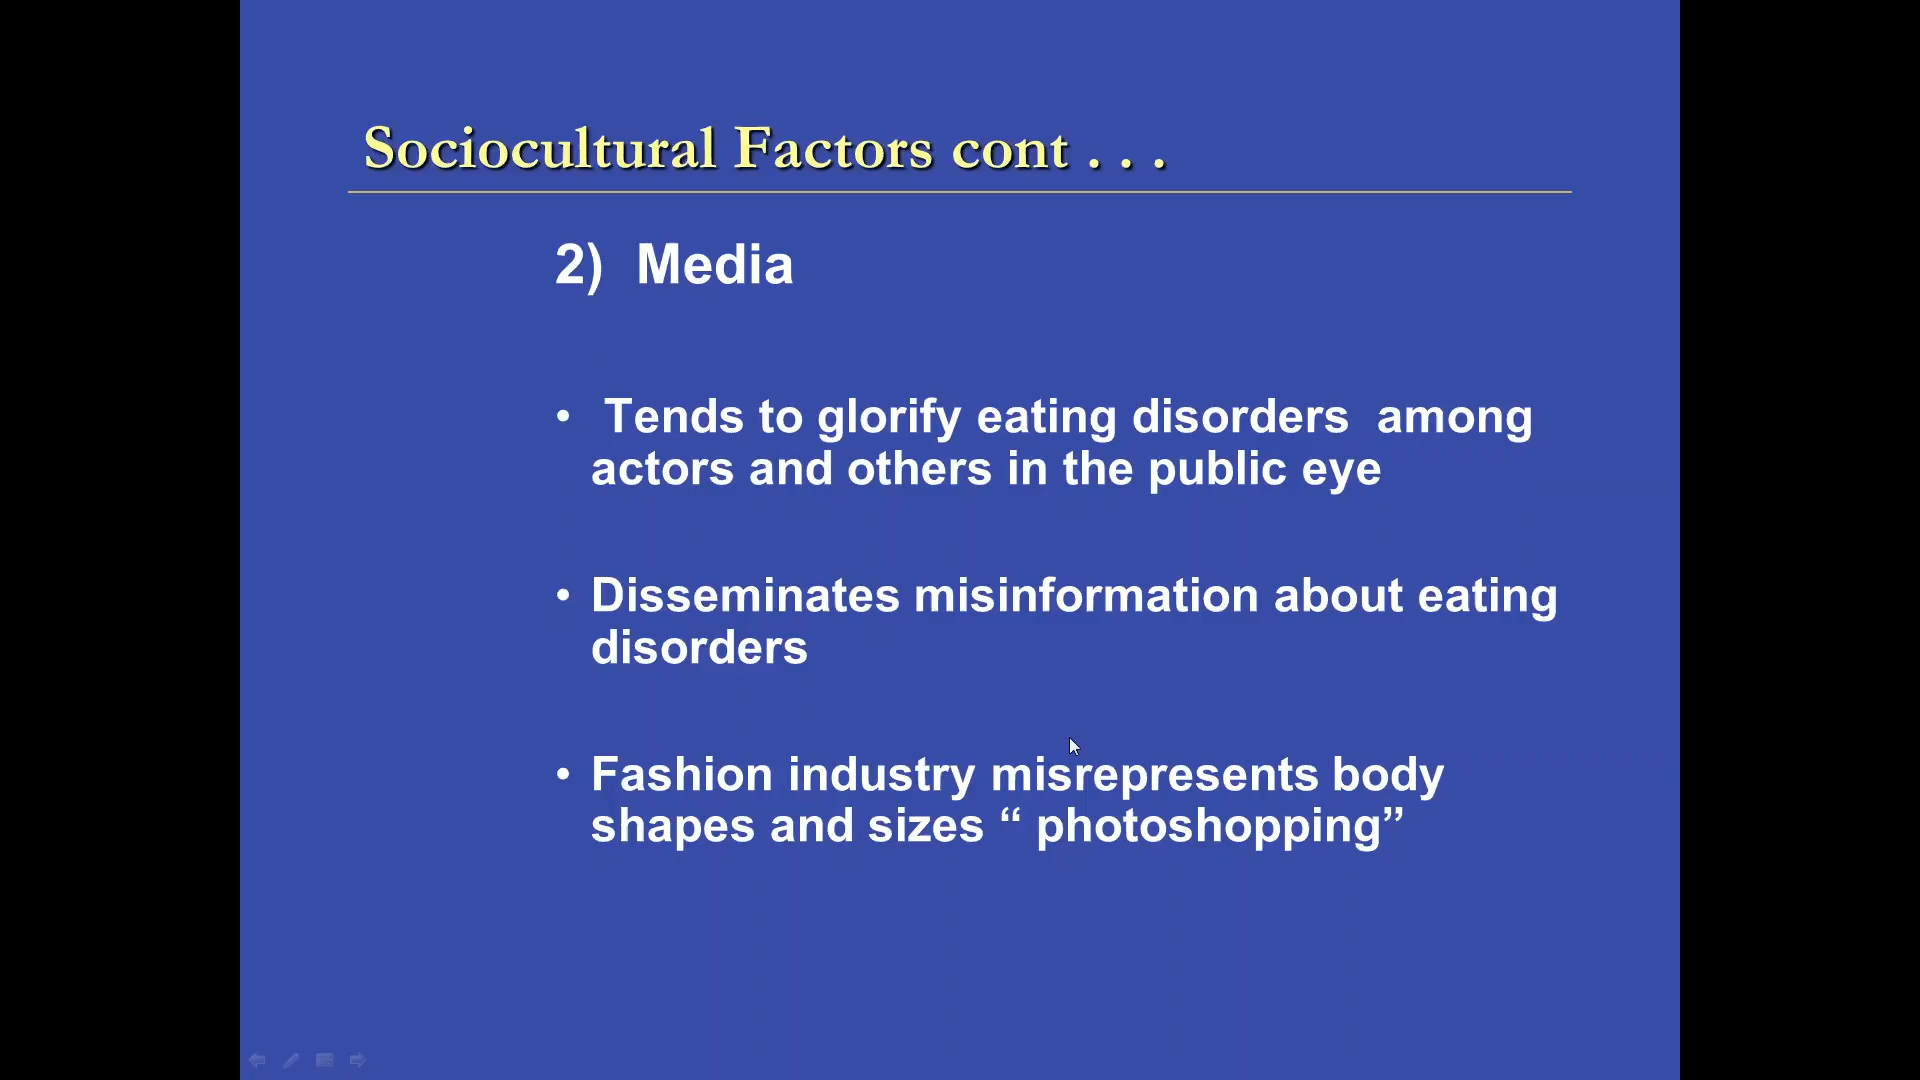 Sociocultural Factors cont . . .
2) Media
• Tends to glorify eating disorders among
actors and others in the public eye
• Disseminates misinformation about eating
disorders
• Fashion industry misrepresents body
shapes and sizes “ photoshopping”